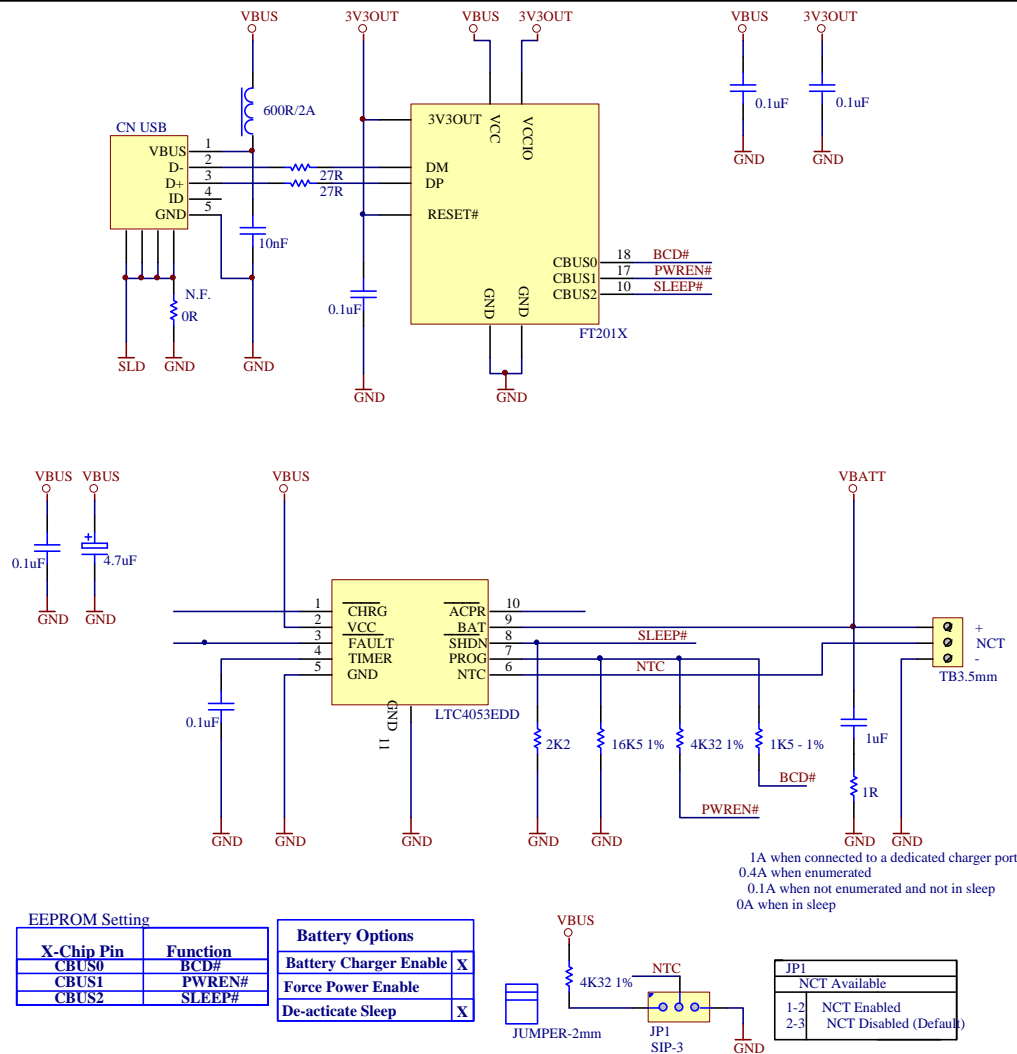 VBUS
3V3OUT
VBUS
3V3OUT
VBUS
3V3OUT
600R/2A
0.1uF
0.1uF
GND
GND
CN USB
VBUS
D-
D+
ID
GND
1
2
3
4
5
27R
27R
10nF
N.F.
0R
SLD
GND
GND
0.1uF
GND
3V3OUT
VCC
VCCIO
DM
DP
RESET#
CBUS0
CBUS1
CBUS2
18
17
10
BCD#
PWREN#
SLEEP#
GND
GND
FT201X
GND
VBUS
VBUS
VBUS
VBATT
0.1uF
4.7uF
GND
GND
1
2
3
4
5
CHRG
VCC
FAULT
TIMER
GND
ACPR
BAT
SHDN
PROG
NTC
10
9
8
7
6
GND
11
LTC4053EDD
SLEEP#
NTC
+
NCT
-
TB3.5mm
0.1uF
2K2
16K5 1%
4K32 1%
1K5 - 1%
1uF
1R
BCD#
PWREN#
GND
GND
GND
GND
GND
GND
GND
1A when connected to a dedicated charger port
0.4A when enumerated
0.1A when not enumerated and not in sleep
0A when in sleep
EEPROM Setting
X-Chip Pin Function
CBUS0 BCD#
CBUS1 PWREN#
CBUS2 SLEEP#
Battery Options
Battery Charger Enable X
Force Power Enable
De-acticate Sleep X
VBUS
4K32 1%
NTC
JUMPER-2mm
JP1
SIP-3
GND
JP1
NCT Available
1-2 NCT Enabled
2-3 NCT Disabled (Default)